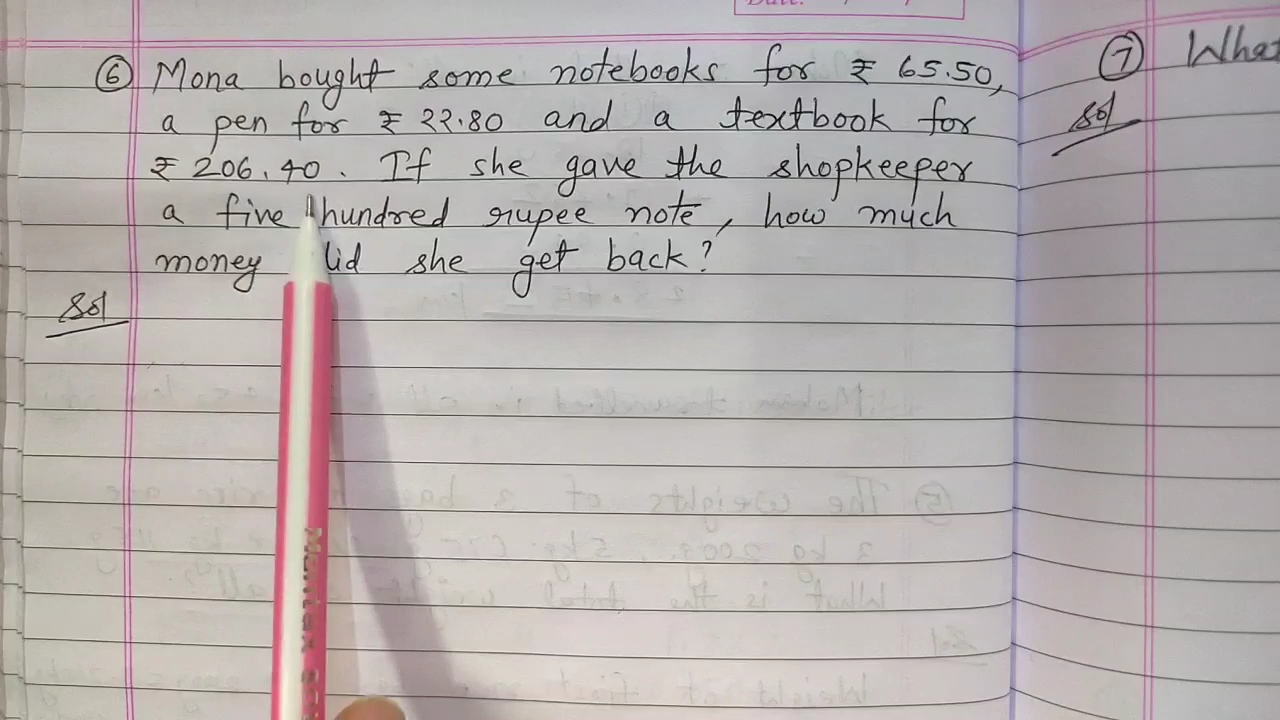 Date:
⑥ Mona bought some notebooks for ₹ 65.50,
a pen for ₹ 22.80 and a textbook for
₹ 206.40. If she gave the shopkeeper
a five hundred rupee note, how much
money did she get back?
Sol
⑦ What
Sol